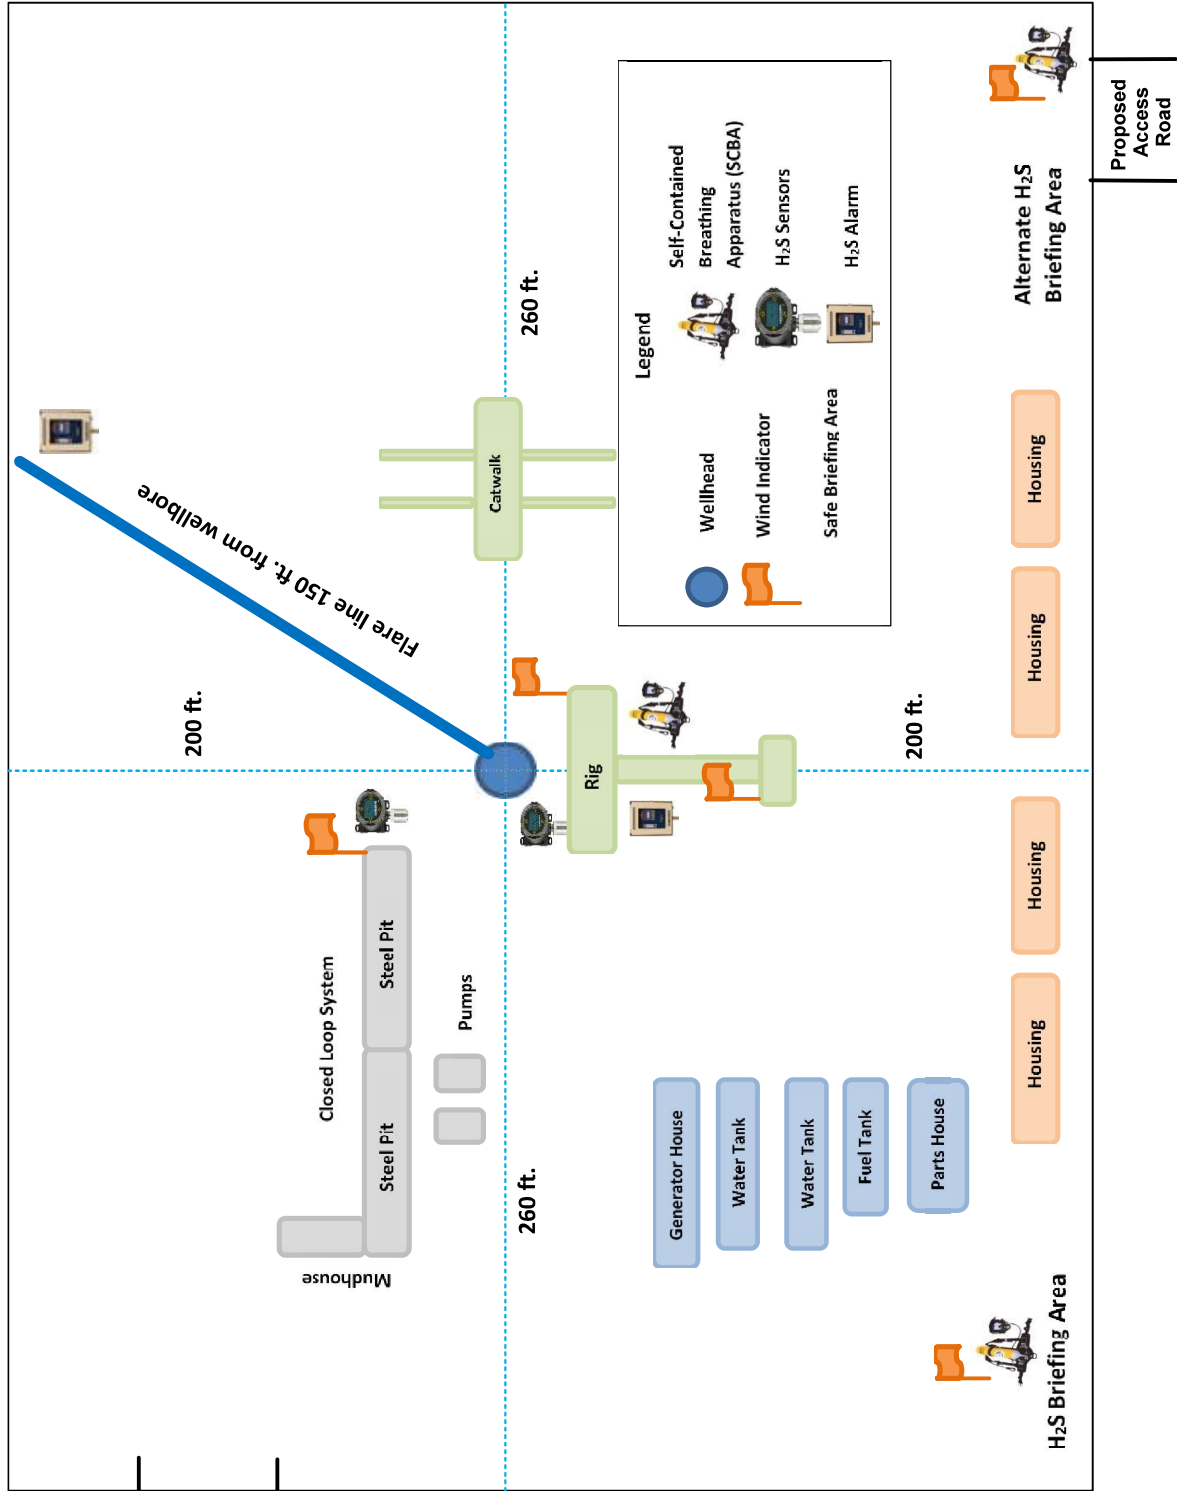 Proposed
Access
Road
Alternate H₂S
Briefing Area
Legend
Self-Contained
Breathing
Apparatus (SCBA)
H₂S Sensors
H₂S Alarm
Wellhead
Wind Indicator
Safe Briefing Area
260 ft.
Catwalk
Flare line 150 ft. from wellbore
200 ft.
Rig
200 ft.
Housing
Housing
Housing
Housing
Closed Loop System
Steel Pit
Steel Pit
Pumps
Mudhouse
260 ft.
Generator House
Water Tank
Water Tank
Fuel Tank
Parts House
H₂S Briefing Area